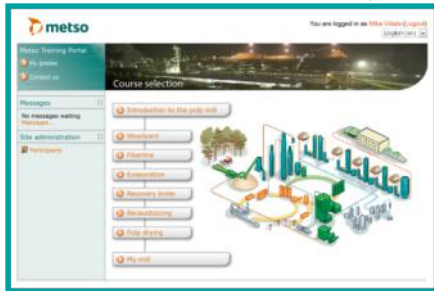 metso
You are logged in as Mika Viitala (Logout)
English (en)
Metso Training Portal
My grades
Contact us
Course selection
Messages
No messages waiting
Messages...
Site administration
Participants
Introduction to the pulp mill
Woodyard
Fiberline
Evaporation
Recovery boiler
Recausticizing
Pulp drying
My mill